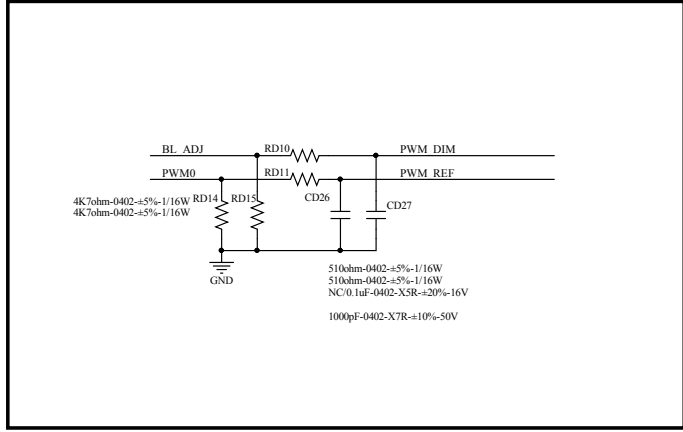 BL_ADJ RD10 PWM_DIM
PWM0 RD11 PWM_REF
4K7ohm-0402-±5%-1/16W RD14 RD15 CD26 CD27
4K7ohm-0402-±5%-1/16W
GND
510ohm-0402-±5%-1/16W
510ohm-0402-±5%-1/16W
NC/0.1uF-0402-X5R-±20%-16V
1000pF-0402-X7R-±10%-50V